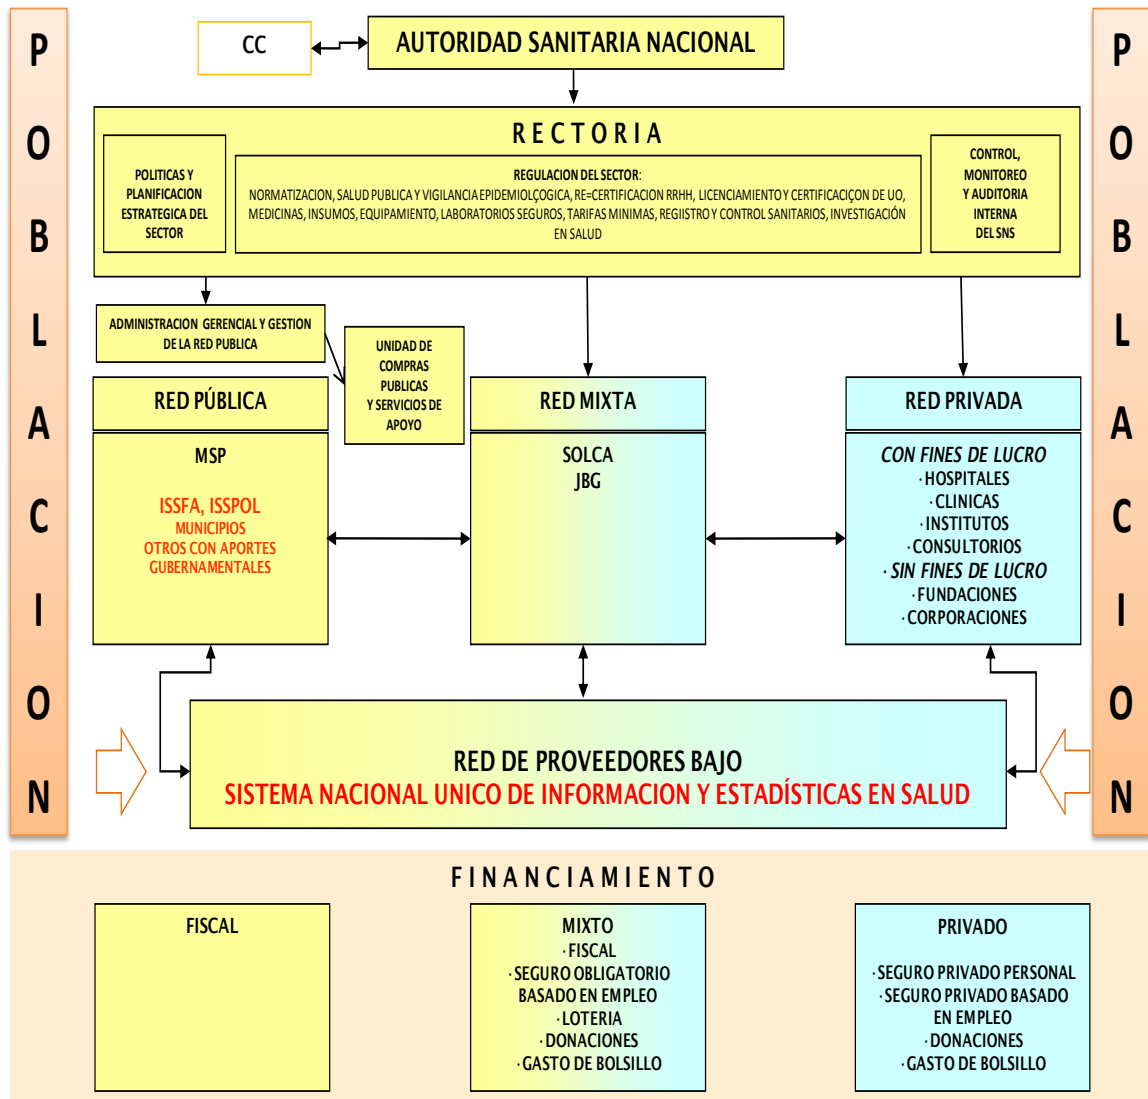 P
O
B
L
A
C
I
O
N
CC
AUTORIDAD SANITARIA NACIONAL
R E C T O R I A
POLITICAS Y
PLANIFICACION
ESTRATEGICA DEL
SECTOR
REGULACION DEL SECTOR:
NORMATIZACION, SALUD PUBLICA Y VIGILANCIA EPIDEMIOLÇOGICA, RE=CERTIFICACION RRHH, LICENCIAMIENTO Y CERTIFICACIÇON DE UO,
MEDICINAS, INSUMOS, EQUIPAMIENTO, LABORATORIOS SEGUROS, TARIFAS MINIMAS, REGIISTRO Y CONTROL SANITARIOS, INVESTIGACIÓN
EN SALUD
CONTROL,
MONITOREO
Y AUDITORIA
INTERNA
DEL SNS
ADMINISTRACION GERENCIAL Y GESTION
DE LA RED PUBLICA
UNIDAD DE
COMPRAS
PUBLICAS
Y SERVICIOS DE
APOYO
RED PÚBLICA
MSP
ISSFA, ISSPOL
MUNICIPIOS
OTROS CON APORTES
GUBERNAMENTALES
RED MIXTA
SOLCA
JBG
RED PRIVADA
CON FINES DE LUCRO
· HOSPITALES
· CLINICAS
· INSTITUTOS
· CONSULTORIOS
· SIN FINES DE LUCRO
· FUNDACIONES
· CORPORACIONES
RED DE PROVEEDORES BAJO
SISTEMA NACIONAL UNICO DE INFORMACION Y ESTADÍSTICAS EN SALUD
P
O
B
L
A
C
I
O
N
F I N A N C I A M I E N T O
FISCAL
MIXTO
· FISCAL
· SEGURO OBLIGATORIO
BASADO EN EMPLEO
· LOTERIA
· DONACIONES
· GASTO DE BOLSILLO
PRIVADO
· SEGURO PRIVADO PERSONAL
· SEGURO PRIVADO BASADO
EN EMPLEO
· DONACIONES
· GASTO DE BOLSILLO